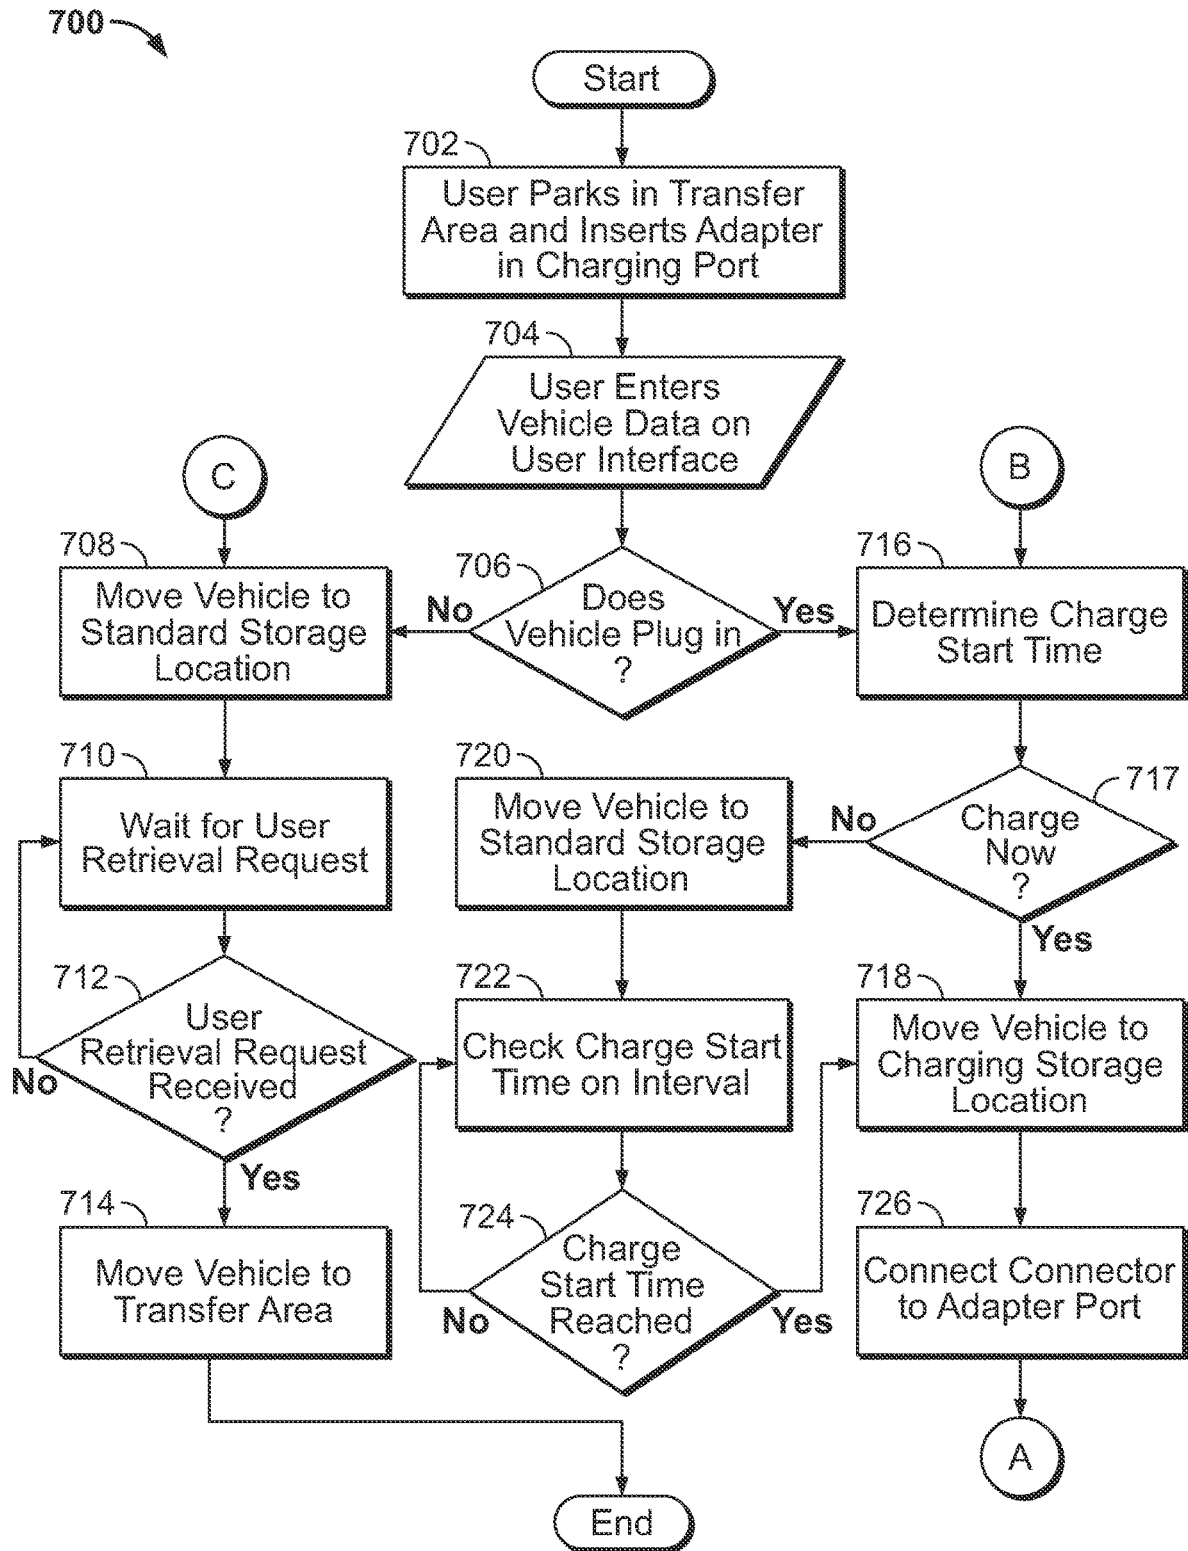 700
Start
702
User Parks in Transfer
Area and Inserts Adapter
in Charging Port
704
User Enters
Vehicle Data on
User Interface
C
B
708
Move Vehicle to
Standard Storage
Location
706
No
Does
Vehicle Plug in
?
Yes
716
Determine Charge
Start Time
710
Wait for User
Retrieval Request
720
Move Vehicle to
Standard Storage
Location
717
No
Charge
Now
?
Yes
712
User
Retrieval Request
Received
?
No
Yes
722
Check Charge Start
Time on Interval
718
Move Vehicle to
Charging Storage
Location
714
Move Vehicle to
Transfer Area
724
Charge
Start Time
Reached
?
No
Yes
726
Connect Connector
to Adapter Port
A
End